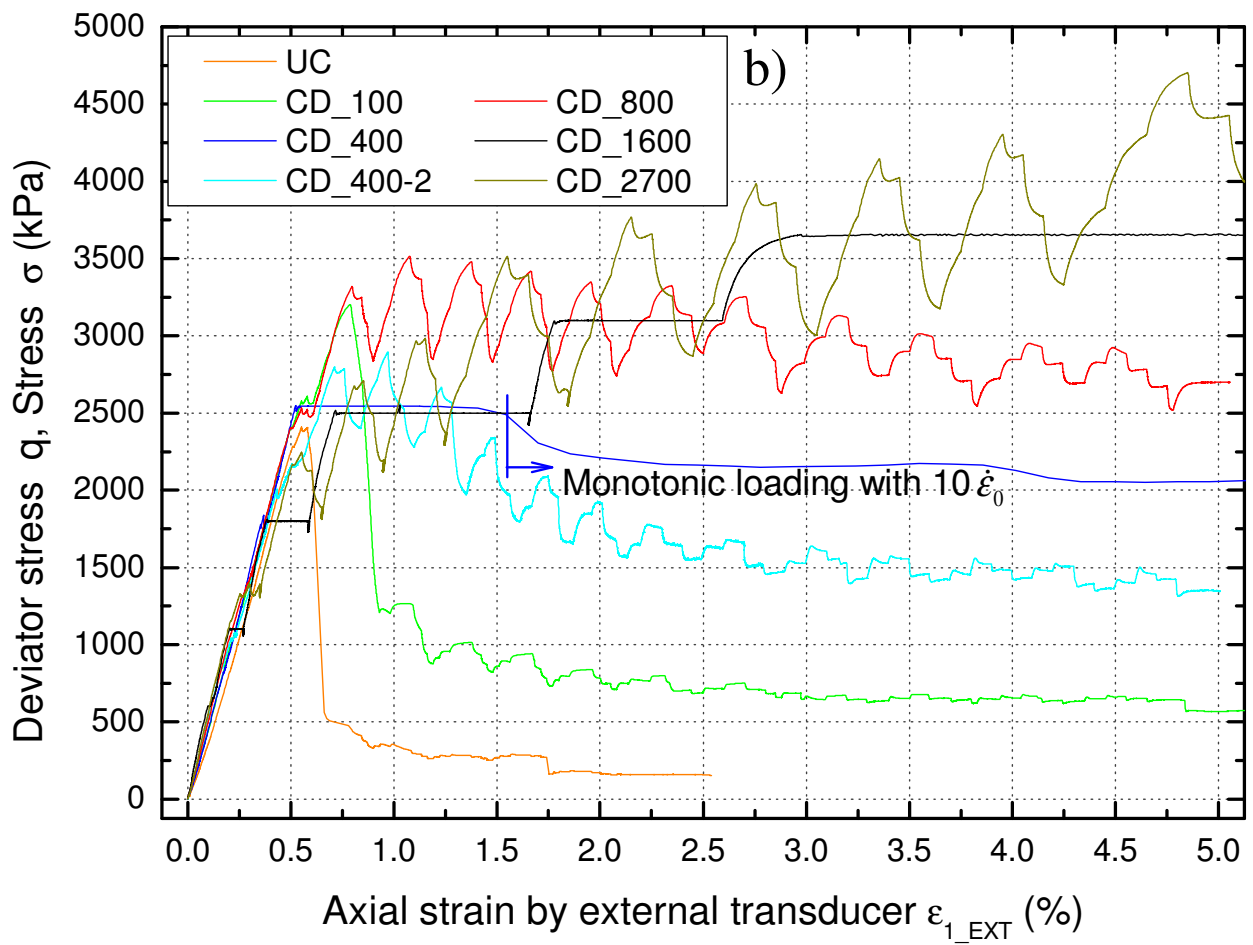 b)
UC
CD_100 CD_800
CD_400 CD_1600
CD_400-2 CD_2700
5000
4500
4000
3500
3000
2500
2000
1500
1000
500
0
Deviator stress q, Stress σ (kPa)
Monotonic loading with 10 ε̇₀
0.0 0.5 1.0 1.5 2.0 2.5 3.0 3.5 4.0 4.5 5.0
Axial strain by external transducer ε₁_EXT (%)